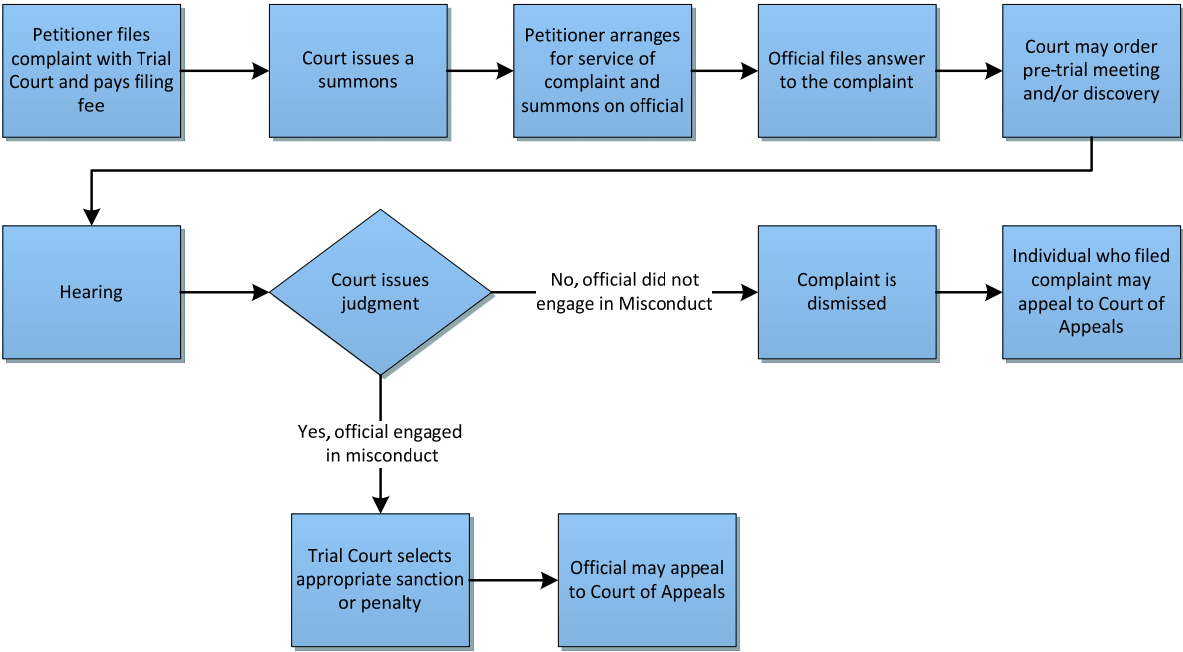 Petitioner files
complaint with Trial
Court and pays filing
fee
Court issues a
summons
Petitioner arranges
for service of
complaint and
summons on official
Official files answer
to the complaint
Court may order
pre-trial meeting
and/or discovery
Hearing
Court issues
judgment
No, official did not
engage in Misconduct
Complaint is
dismissed
Individual who filed
complaint may
appeal to Court of
Appeals
Yes, official engaged
in misconduct
Trial Court selects
appropriate sanction
or penalty
Official may appeal
to Court of Appeals